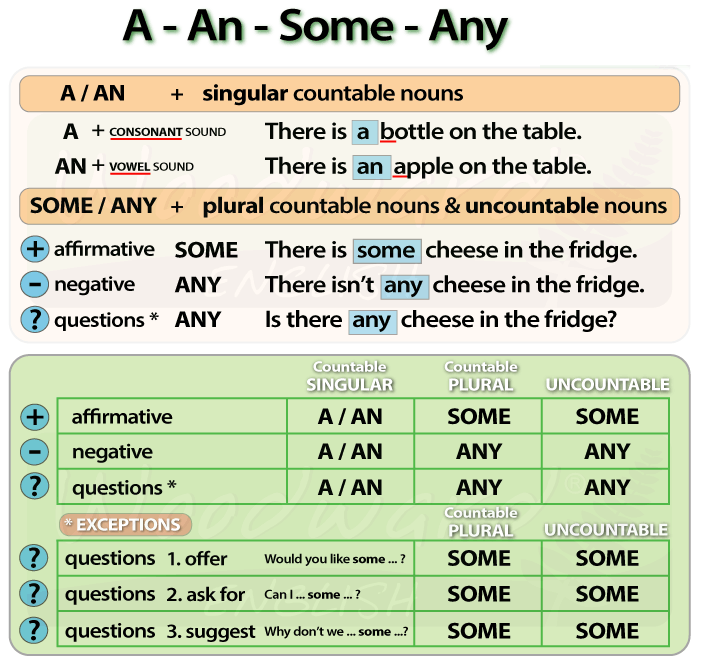 A - An - Some - Any
A / AN + singular countable nouns
A + CONSONANT SOUND There is a bottle on the table.
AN + VOWEL SOUND There is an apple on the table.
SOME / ANY + plural countable nouns & uncountable nouns
+ affirmative SOME There is some cheese in the fridge.
- negative ANY There isn't any cheese in the fridge.
? questions * ANY Is there any cheese in the fridge?
Countable SINGULAR Countable PLURAL UNCOUNTABLE
+ affirmative A / AN SOME SOME
- negative A / AN ANY ANY
? questions * A / AN ANY ANY
* EXCEPTIONS Countable PLURAL UNCOUNTABLE
? questions 1. offer Would you like some ... ? SOME SOME
? questions 2. ask for Can I ... some ... ? SOME SOME
? questions 3. suggest Why don't we ... some ...? SOME SOME
Woodward®
ENGLISH